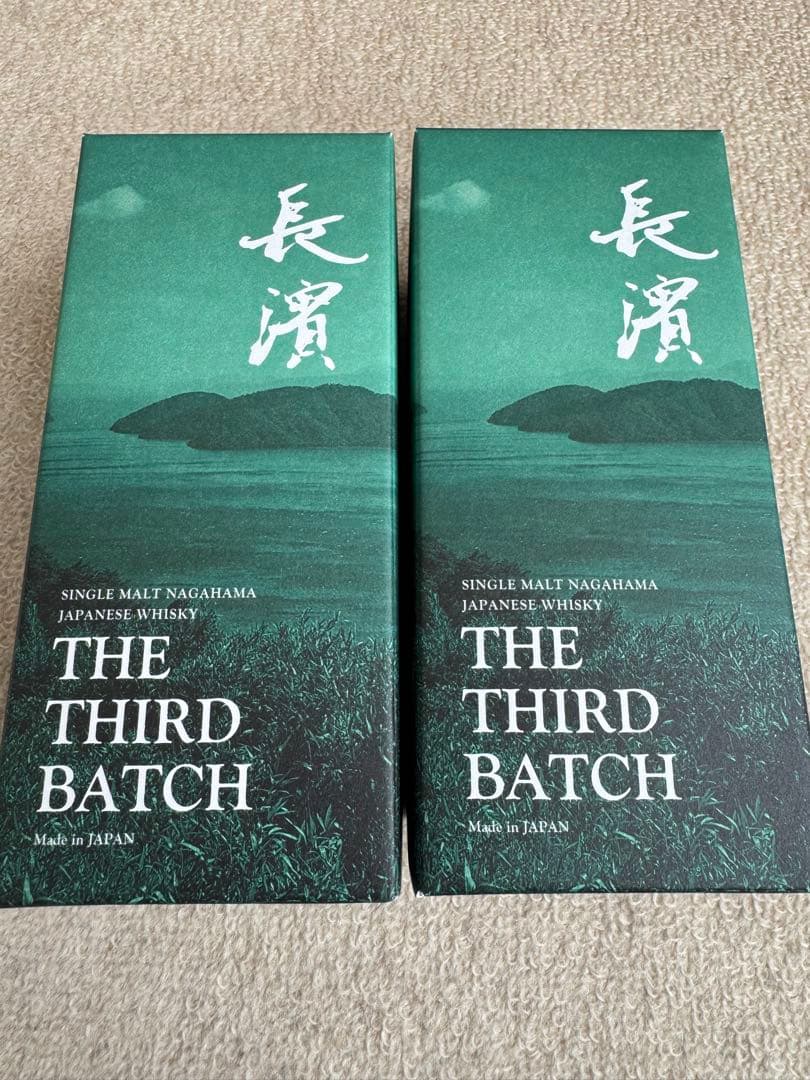 長
濱
SINGLE MALT NAGAHAMA
JAPANESE WHISKY
THE
THIRD
BATCH
Made in JAPAN
長
濱
SINGLE MALT NAGAHAMA
JAPANESE WHISKY
THE
THIRD
BATCH
Made in JAPAN